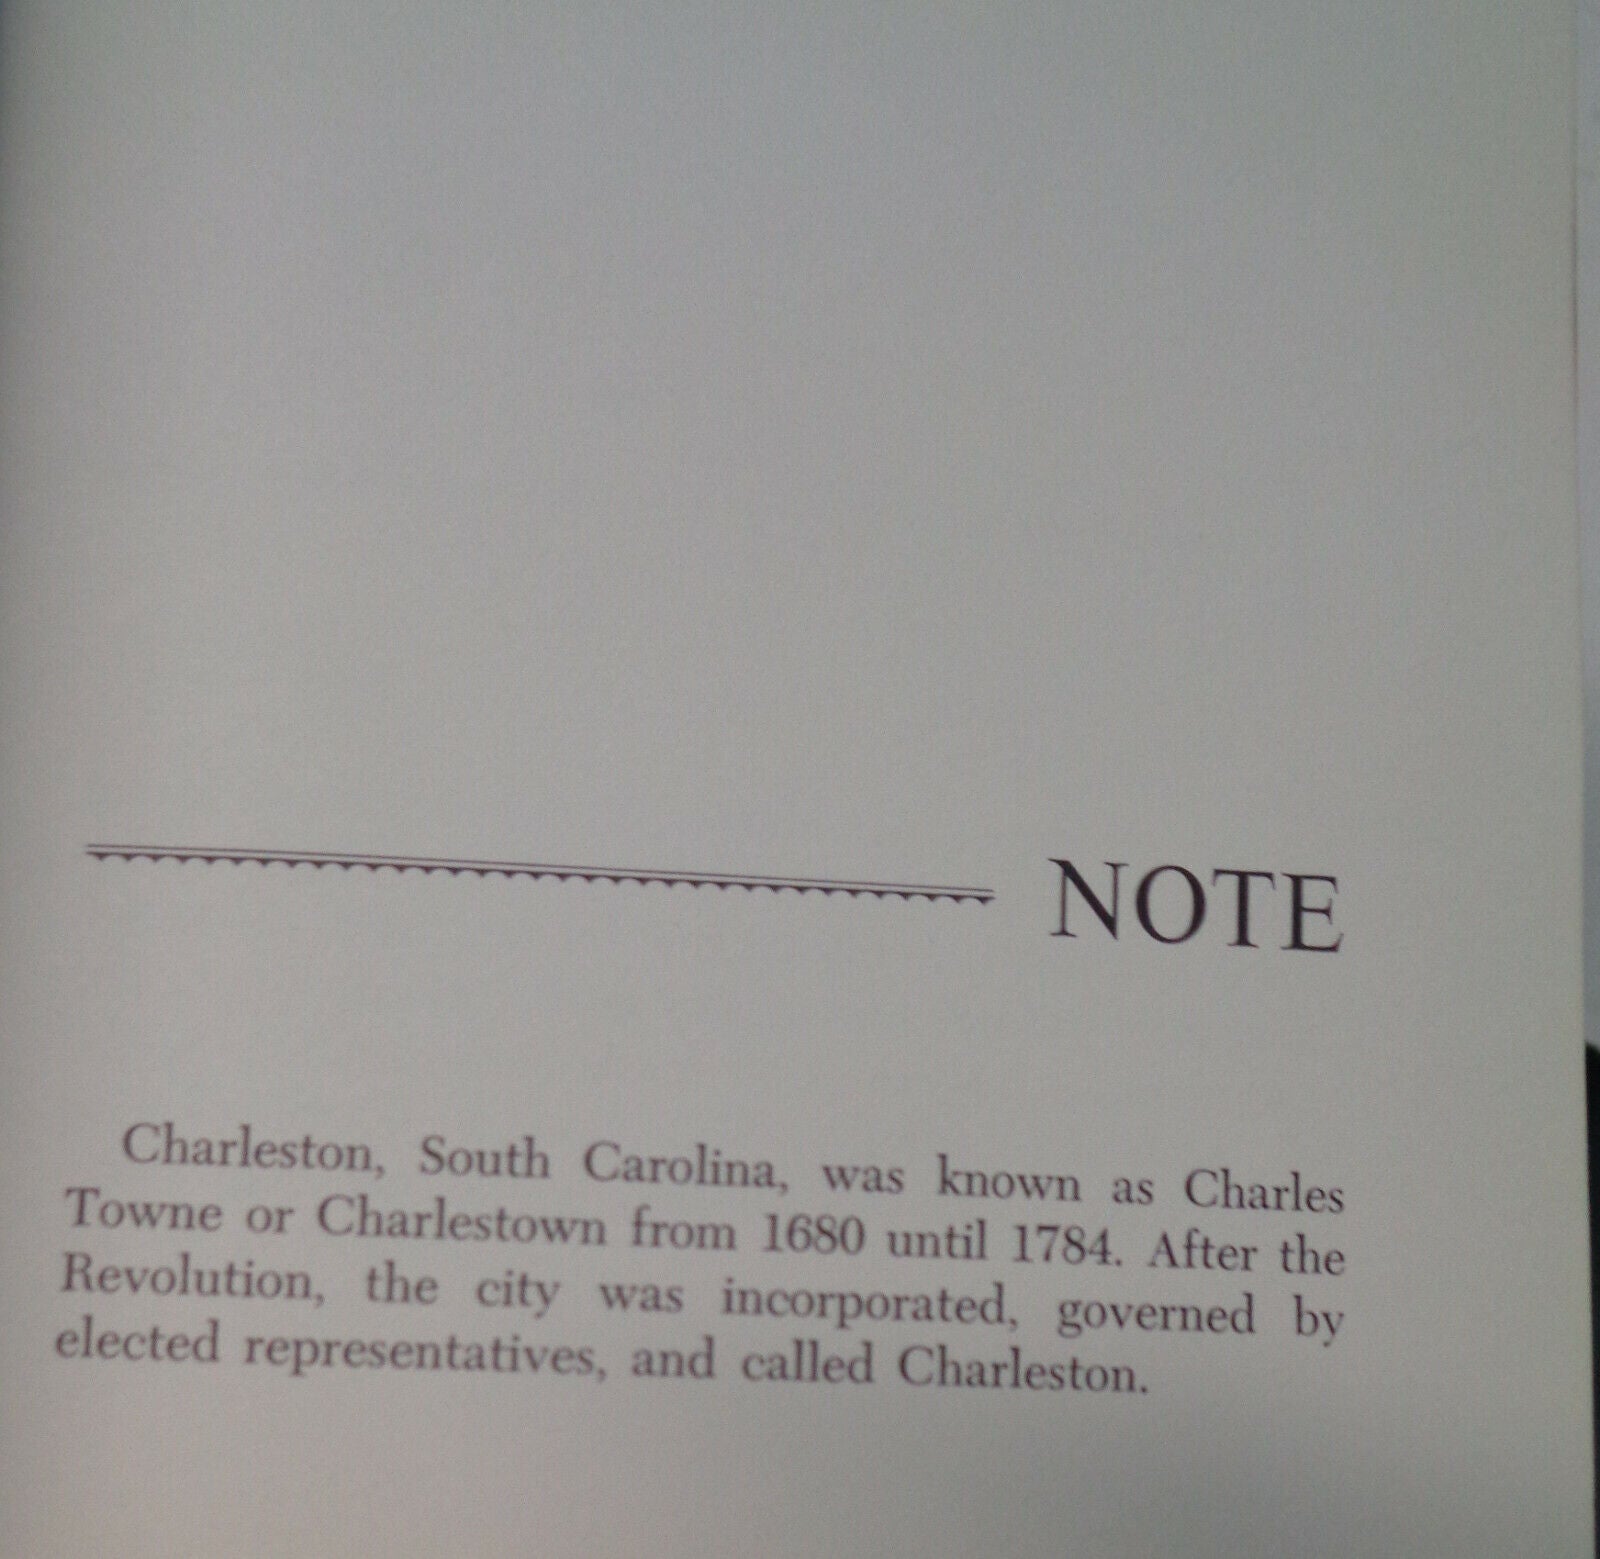 NOTE
Charleston, South Carolina, was known as Charles
Towne or Charlestown from 1680 until 1784. After the
Revolution, the city was incorporated, governed by
elected representatives, and called Charleston.